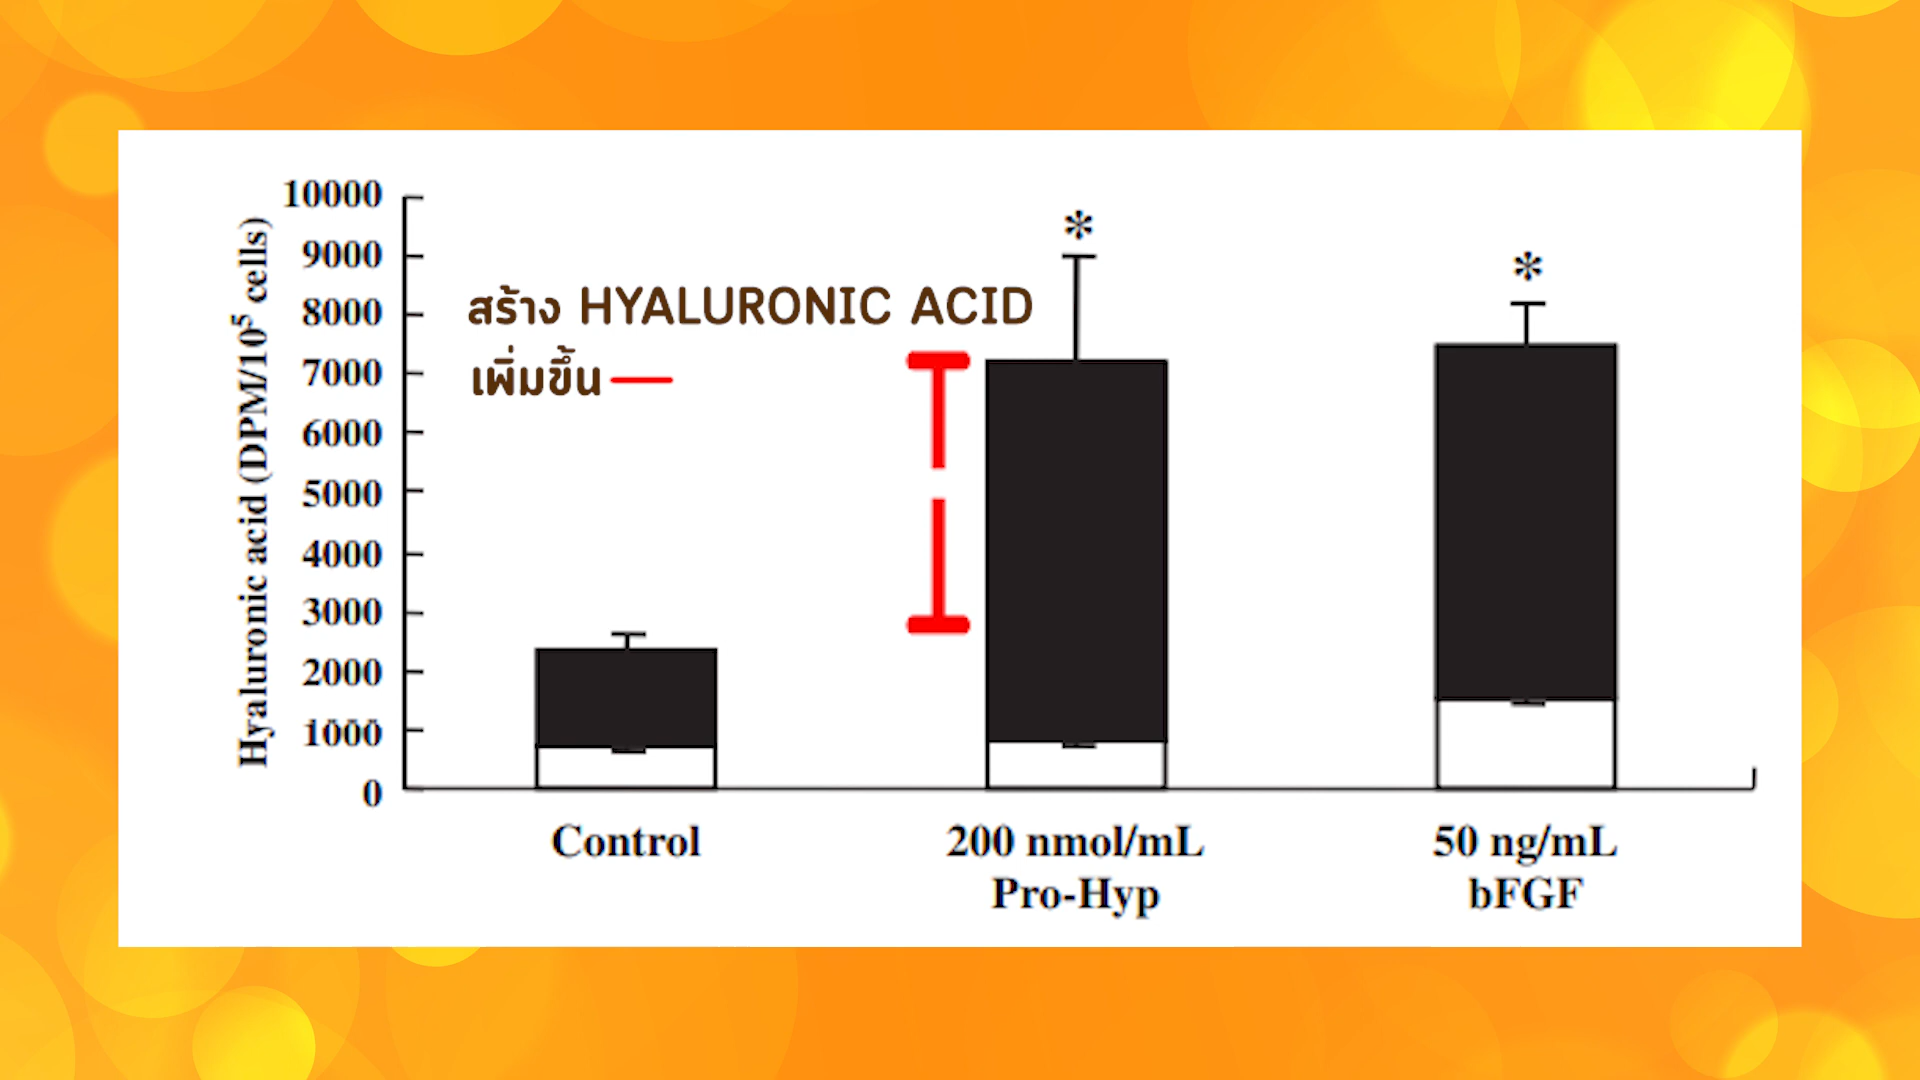 Hyaluronic acid (DPM/10⁵ cells)
10000
9000
8000
7000
6000
5000
4000
3000
2000
1000
0
สร้าง HYALURONIC ACID
เพิ่มขึ้น
*
*
Control
200 nmol/mL
Pro-Hyp
50 ng/mL
bFGF